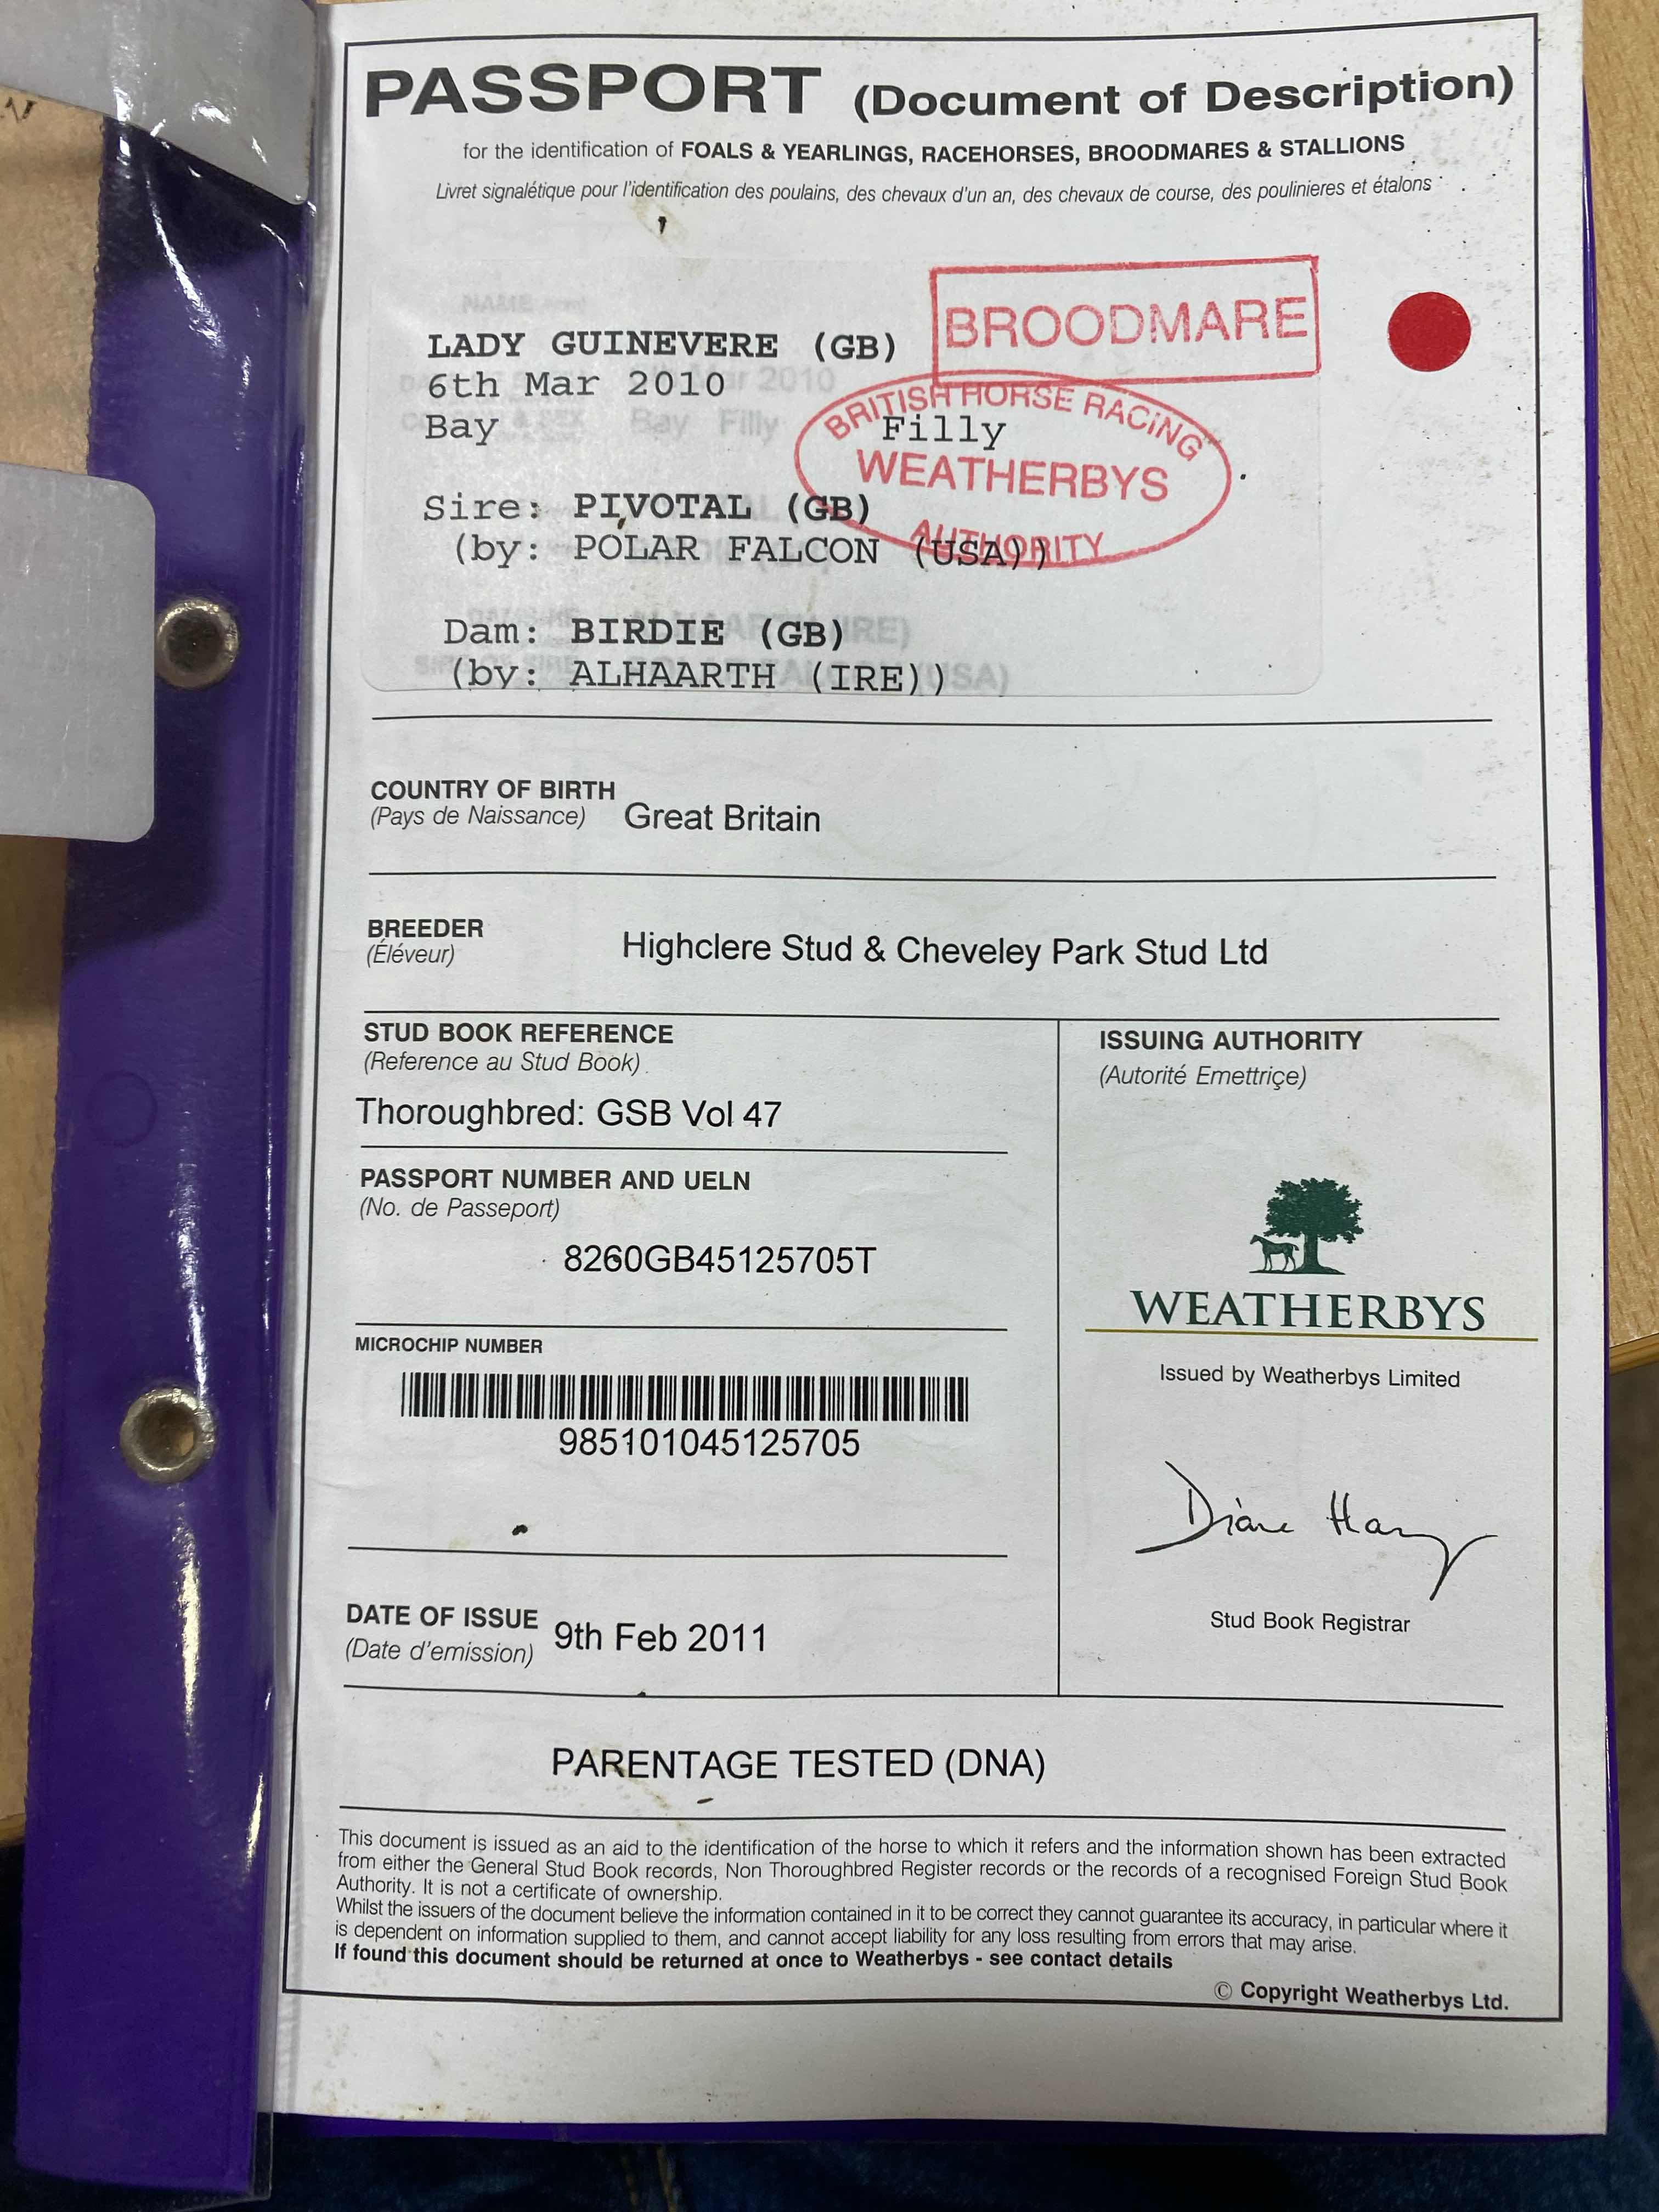 PASSPORT (Document of Description)
for the identification of FOALS & YEARLINGS, RACEHORSES, BROODMARES & STALLIONS
Livret signalétique pour l'identification des poulains, des chevaux d'un an, des chevaux de course, des poulinieres et étalons
BROODMARE
LADY GUINEVERE (GB)
6th Mar 2010
BRITISH HORSE RACING
Bay Filly
WEATHERBYS
AUTHORITY
Sire: PIVOTAL (GB)
(by: POLAR FALCON (USA))
Dam: BIRDIE (GB)
(by: ALHAARTH (IRE))
COUNTRY OF BIRTH
(Pays de Naissance) Great Britain
BREEDER
(Éléveur) Highclere Stud & Cheveley Park Stud Ltd
STUD BOOK REFERENCE
(Reference au Stud Book)
Thoroughbred: GSB Vol 47
PASSPORT NUMBER AND UELN
(No. de Passeport)
8260GB45125705T
MICROCHIP NUMBER
985101045125705
DATE OF ISSUE
(Date d'emission) 9th Feb 2011
ISSUING AUTHORITY
(Autorité Emettriçe)
WEATHERBYS
Issued by Weatherbys Limited
Diane Stud Book Registrar
PARENTAGE TESTED (DNA)
This document is issued as an aid to the identification of the horse to which it refers and the information shown has been extracted
from either the General Stud Book records, Non Thoroughbred Register records or the records of a recognised Foreign Stud Book
Authority. It is not a certificate of ownership.
Whilst the issuers of the document believe the information contained in it to be correct they cannot guarantee its accuracy, in particular where it
is dependent on information supplied to them, and cannot accept liability for any loss resulting from errors that may arise.
If found this document should be returned at once to Weatherbys - see contact details
© Copyright Weatherbys Ltd.